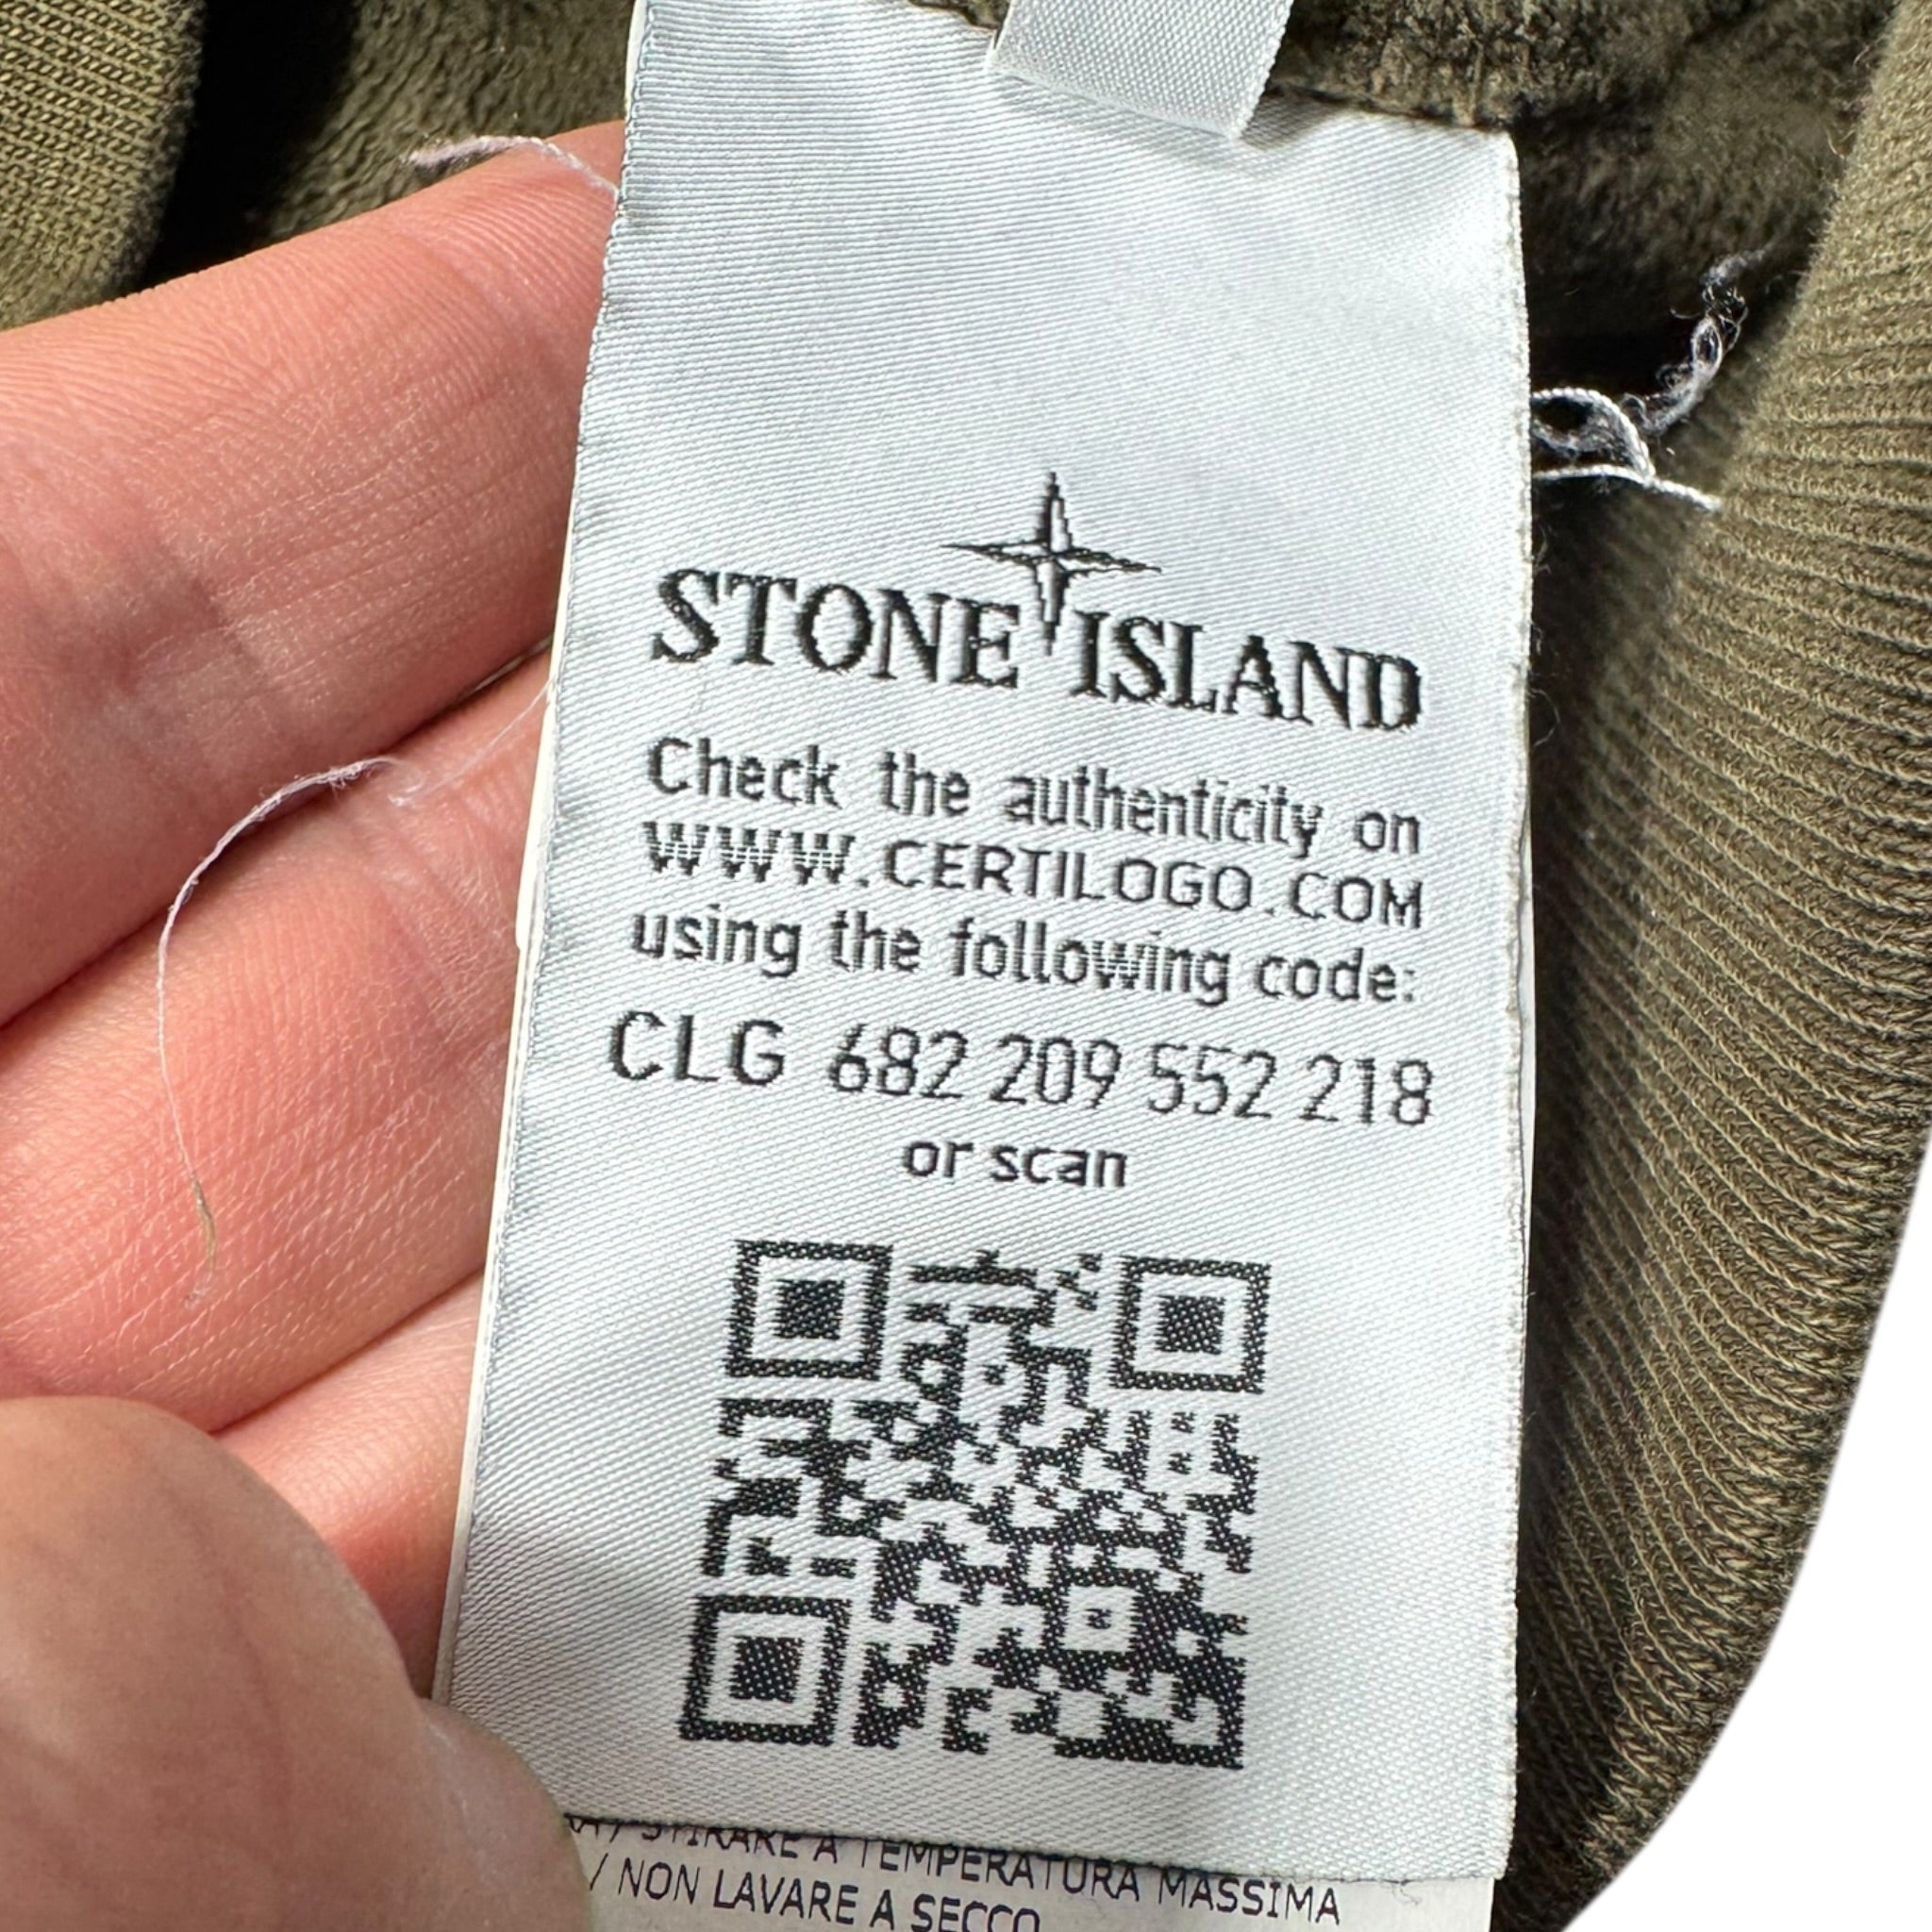 STONE ISLAND
Check the authenticity on
WWW.CERTILOGO.COM
using the following code:
CLG 682 209 552 218
or scan
/ STIRARE A TEMPERATURA MASSIMA
/ NON LAVARE A SECCO